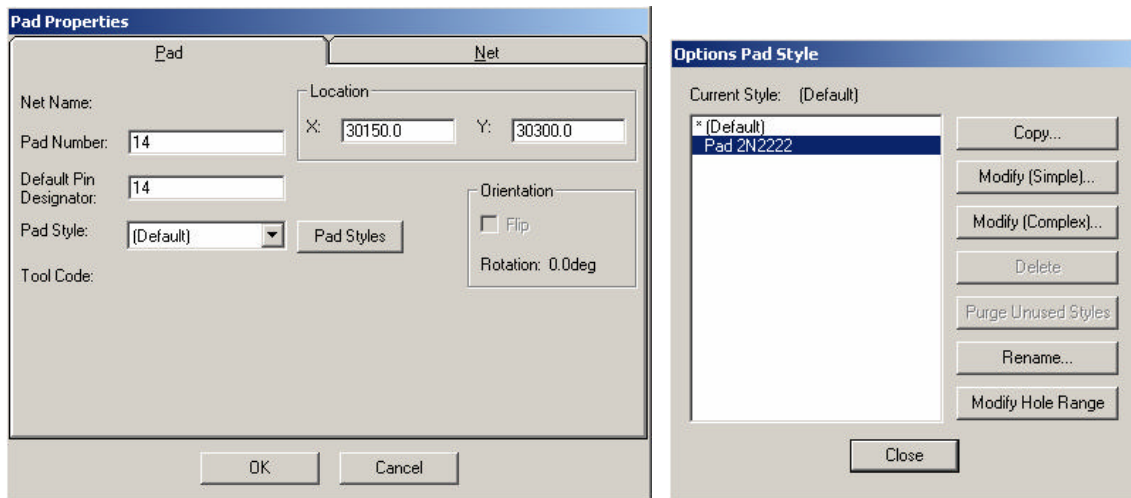 Pad Properties
Pad
Net
Net Name:
Pad Number: 14
Default Pin
Designator: 14
Pad Style: (Default) Pad Styles
Tool Code:
Location
X: 30150.0 Y: 30300.0
Orientation
Flip
Rotation: 0.0deg
OK
Cancel
Options Pad Style
Current Style: (Default)
* (Default)
Pad 2N2222
Copy...
Modify (Simple)...
Modify (Complex)...
Delete
Purge Unused Styles
Rename...
Modify Hole Range
Close